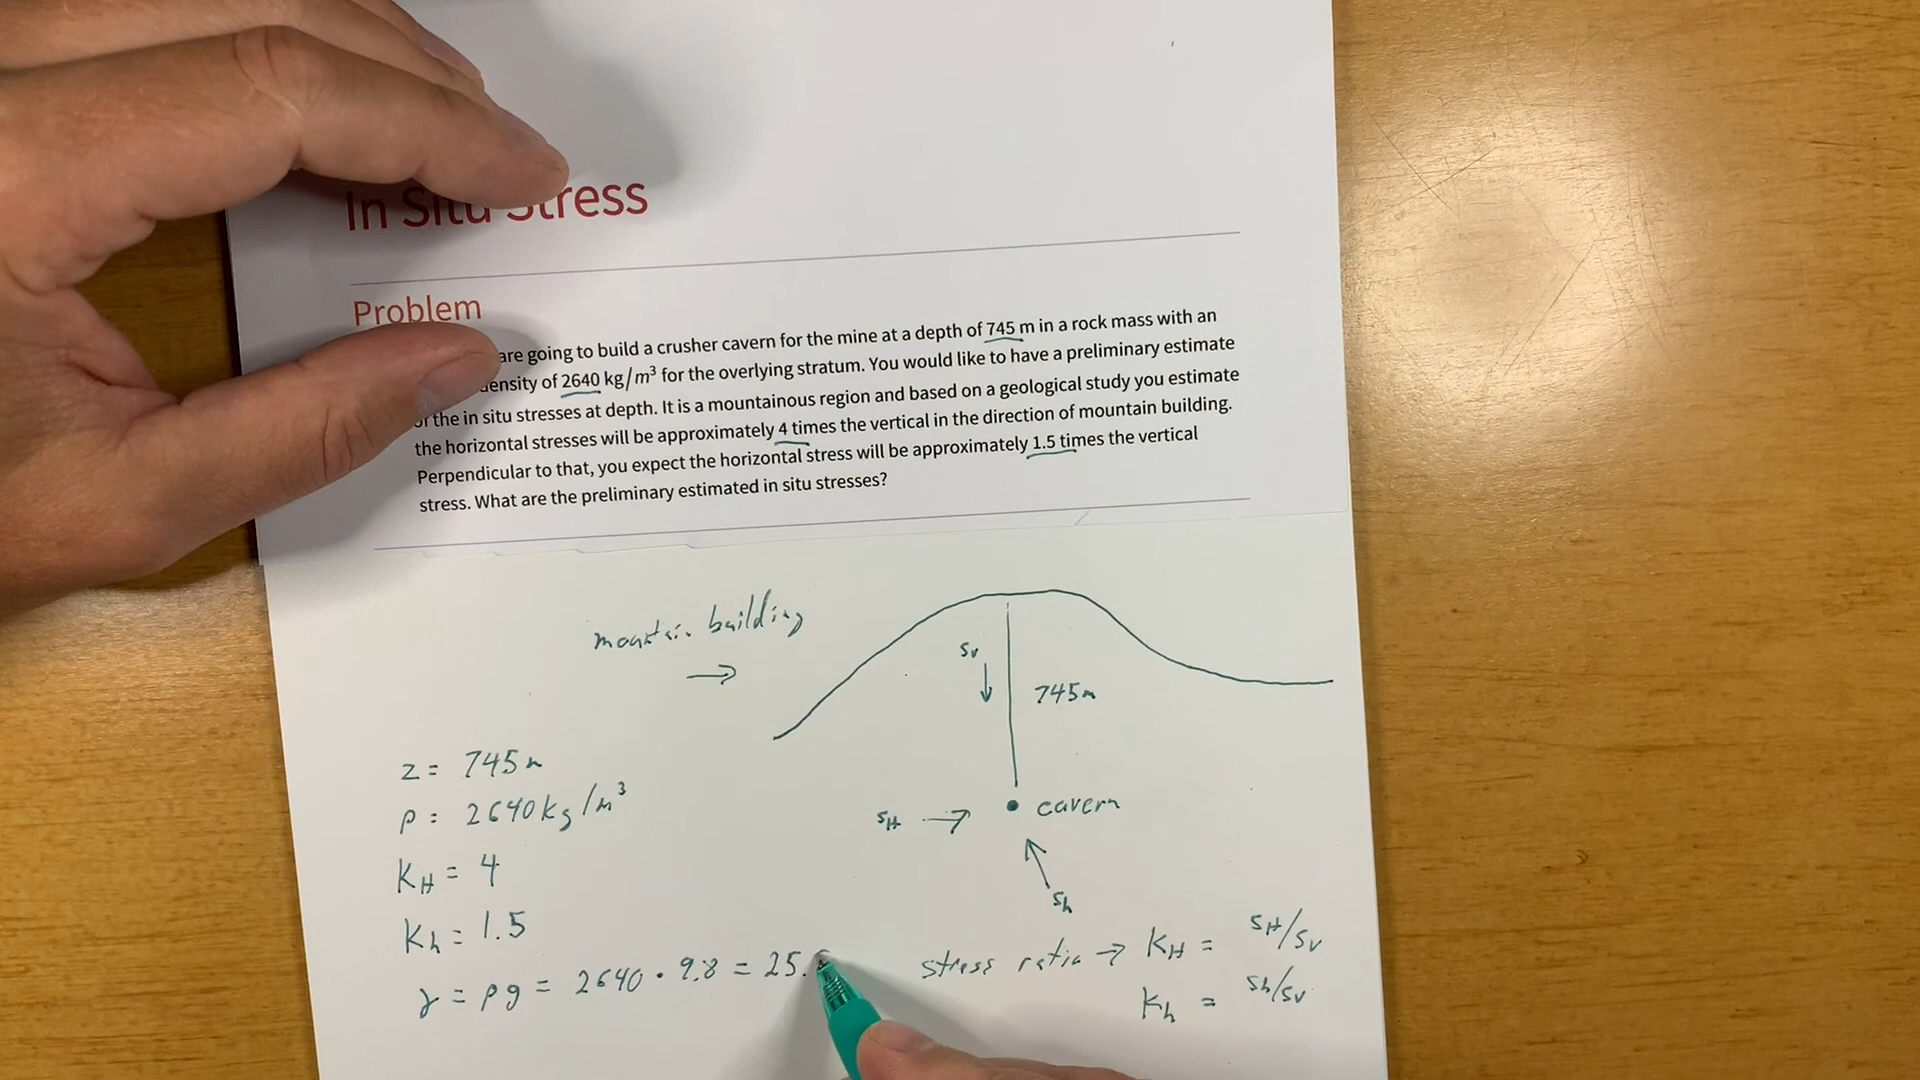 In Situ Stress
Problem
are going to build a crusher cavern for the mine at a depth of 745 m in a rock mass with an
density of 2640 kg/m³ for the overlying stratum. You would like to have a preliminary estimate
of the in situ stresses at depth. It is a mountainous region and based on a geological study you estimate
the horizontal stresses will be approximately 4 times the vertical in the direction of mountain building.
Perpendicular to that, you expect the horizontal stress will be approximately 1.5 times the vertical
stress. What are the preliminary estimated in situ stresses?
mountain building
→
Sv
↓
745m
z = 745m
ρ = 2640 kg/m³
KH = 4
Kh = 1.5
γ = ρg = 2640 · 9.8 = 25.
SH →
cavern
Sh
stress ratio → KH = SH/Sv
Kh = Sh/Sv